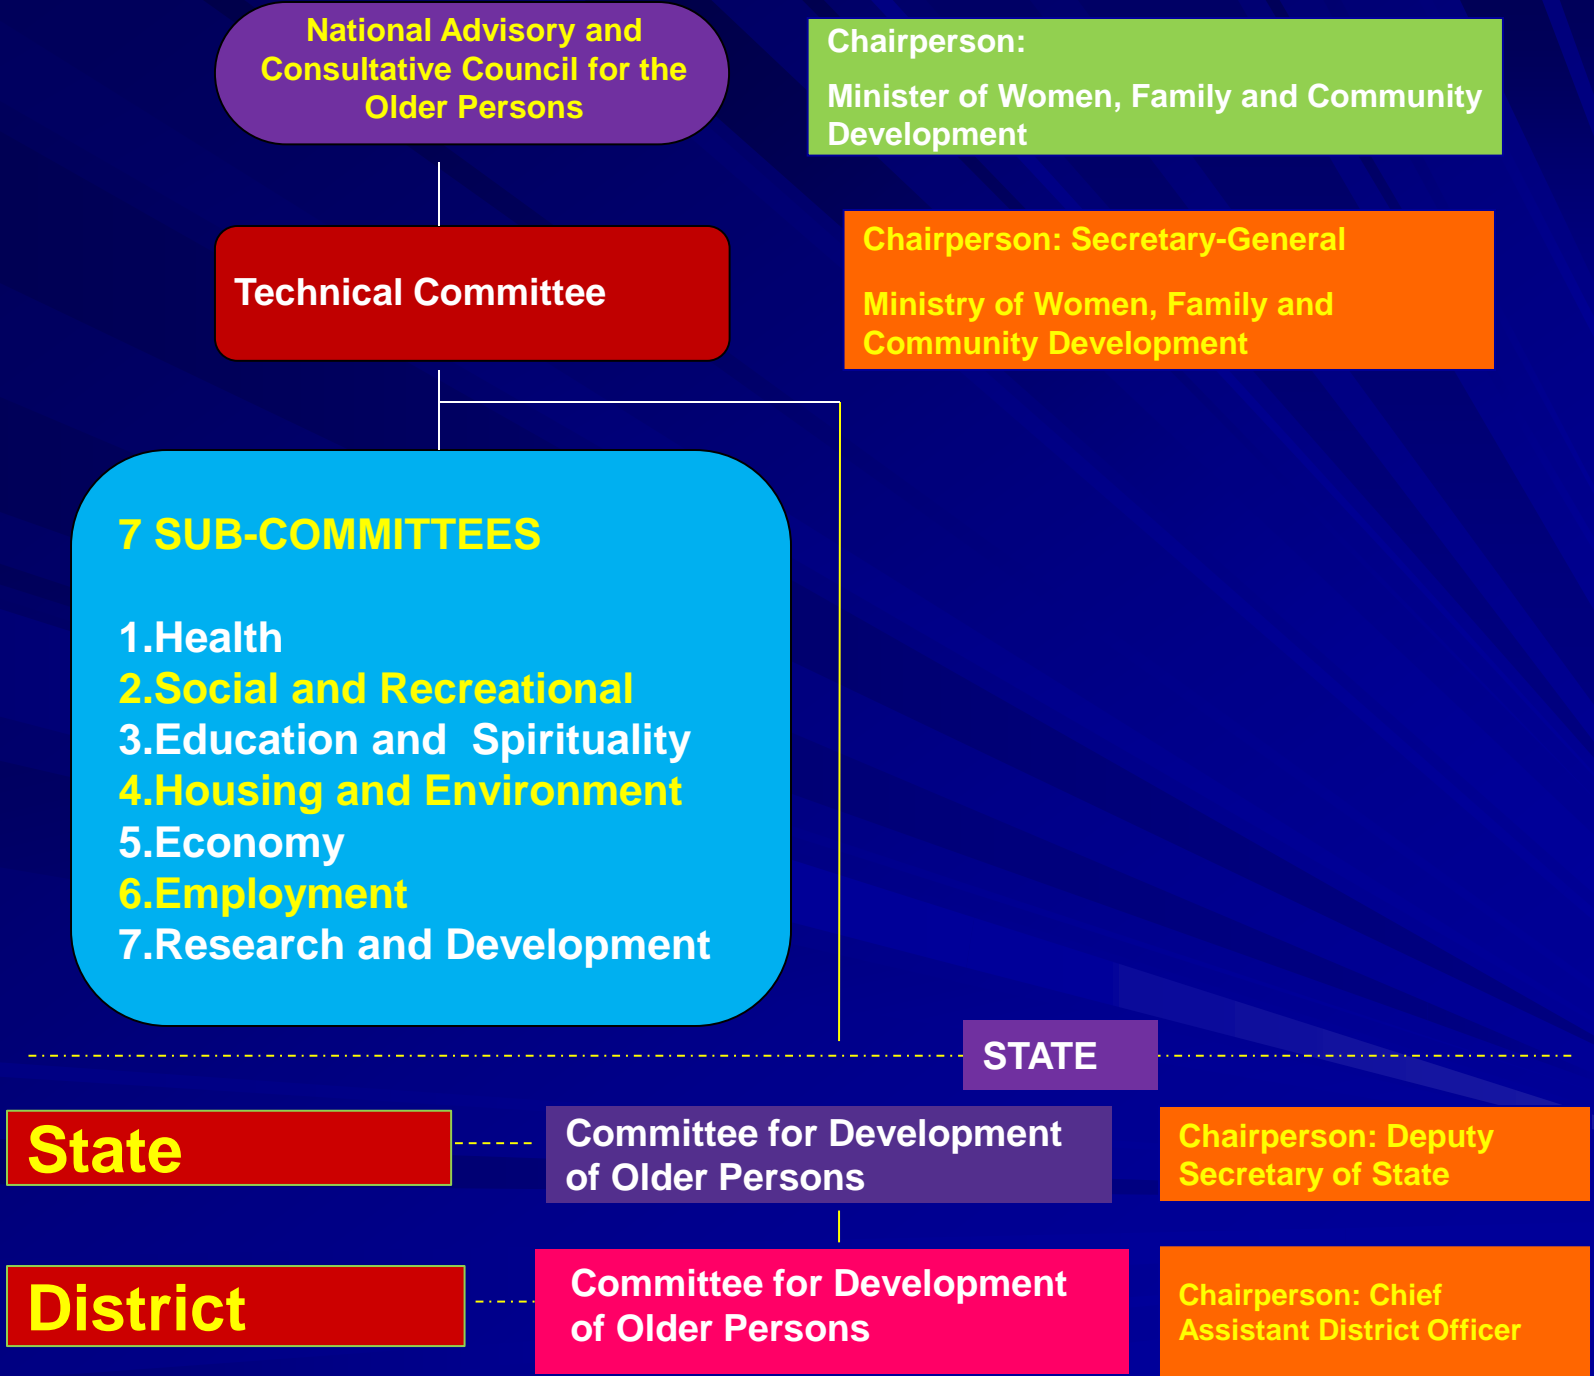 National Advisory and
Consultative Council for the
Older Persons
Chairperson:
Minister of Women, Family and Community
Development
Technical Committee
Chairperson: Secretary-General
Ministry of Women, Family and
Community Development
7 SUB-COMMITTEES
1.Health
2.Social and Recreational
3.Education and  Spirituality
4.Housing and Environment
5.Economy
6.Employment
7.Research and Development
STATE
State
Committee for Development
of Older Persons
Chairperson: Deputy
Secretary of State
District
Committee for Development
of Older Persons
Chairperson: Chief
Assistant District Officer